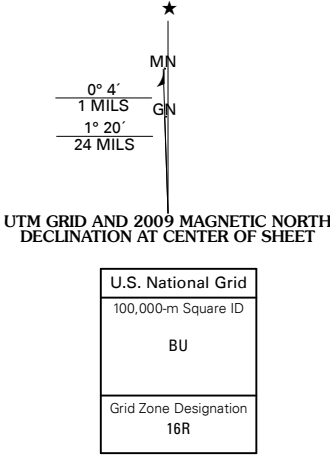 MN
0° 4´
1 MILS
GN
1° 20´
24 MILS
UTM GRID AND 2009 MAGNETIC NORTH
DECLINATION AT CENTER OF SHEET
U.S. National Grid
100,000-m Square ID
BU
Grid Zone Designation
16R